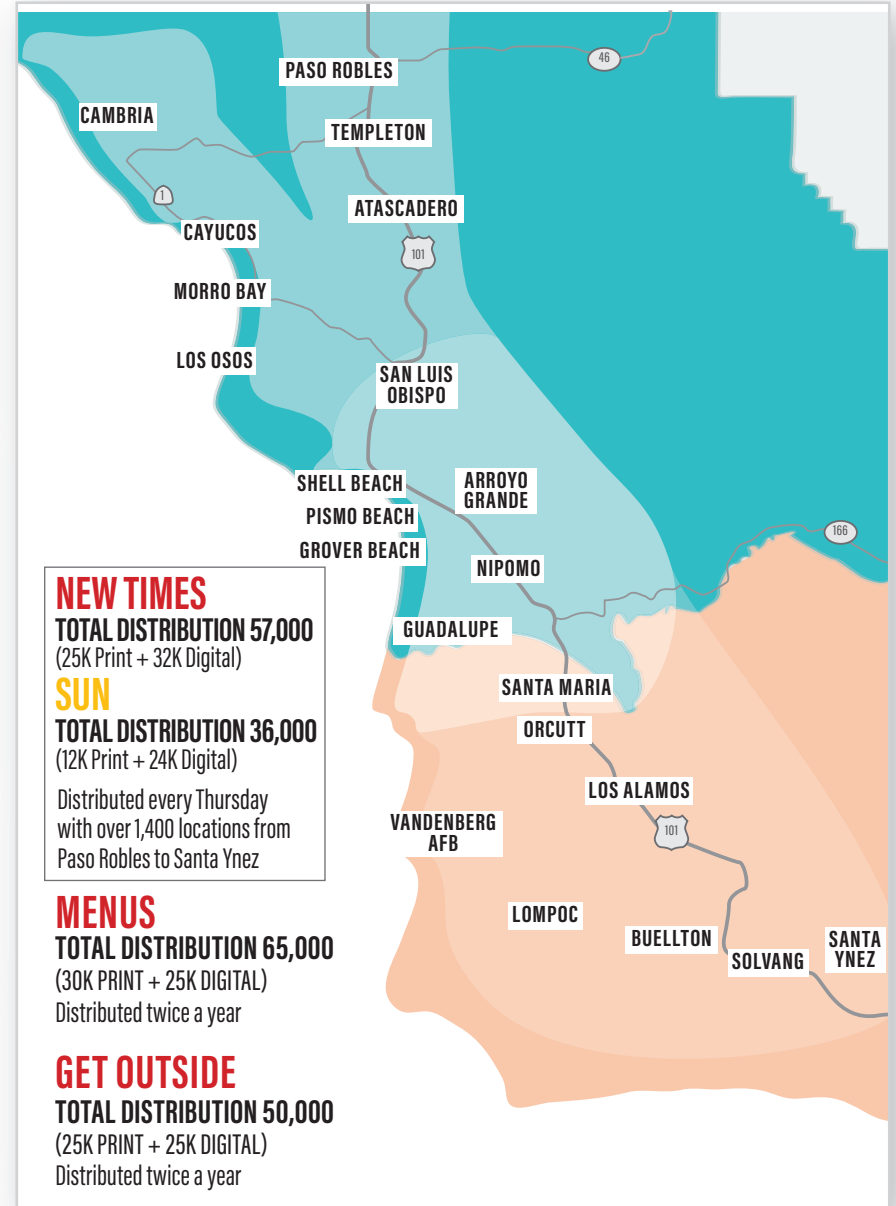 PASO ROBLES
46
CAMBRIA
TEMPLETON
1
ATASCADERO
CAYUCOS
101
MORRO BAY
LOS OSOS
SAN LUIS
OBISPO
SHELL BEACH
ARROYO
GRANDE
PISMO BEACH
GROVER BEACH
166
NIPOMO
GUADALUPE
SANTA MARIA
ORCUTT
LOS ALAMOS
VANDENBERG
AFB
101
LOMPOC
BUELLTON
SOLVANG
SANTA
YNEZ
NEW TIMES
TOTAL DISTRIBUTION 57,000
(25K Print + 32K Digital)
SUN
TOTAL DISTRIBUTION 36,000
(12K Print + 24K Digital)
Distributed every Thursday
with over 1,400 locations from
Paso Robles to Santa Ynez
MENUS
TOTAL DISTRIBUTION 65,000
(30K PRINT + 25K DIGITAL)
Distributed twice a year
GET OUTSIDE
TOTAL DISTRIBUTION 50,000
(25K PRINT + 25K DIGITAL)
Distributed twice a year